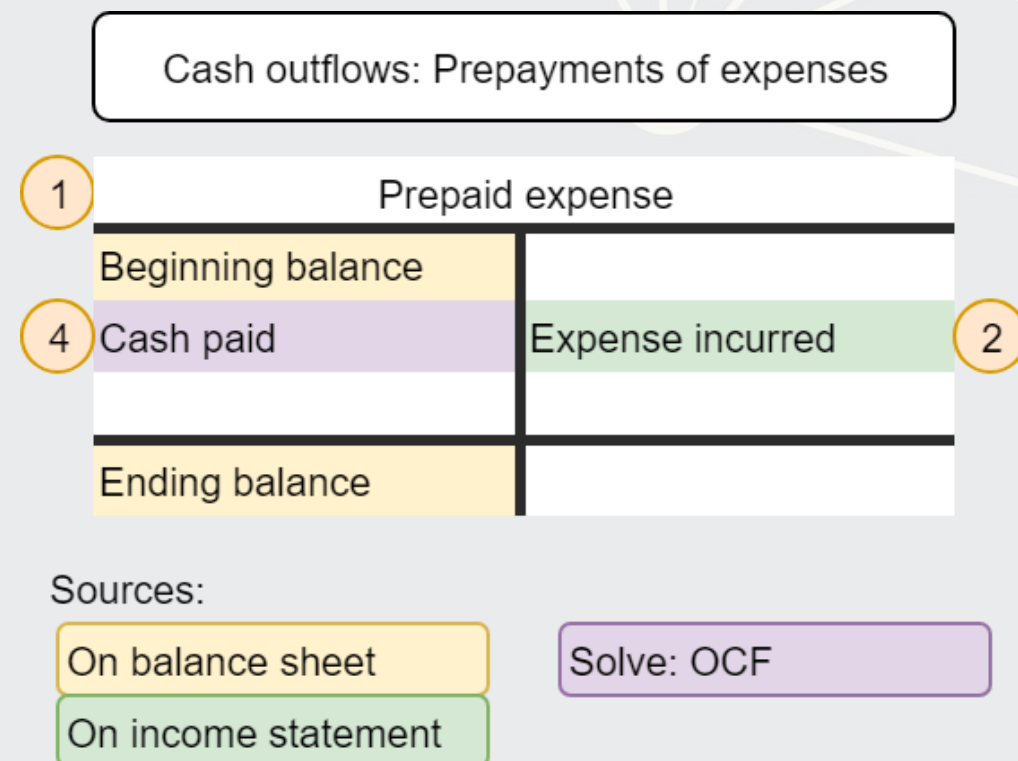 Cash outflows: Prepayments of expenses
1
Prepaid expense
Beginning balance
4
Cash paid
Expense incurred
2
Ending balance
Sources:
On balance sheet
Solve: OCF
On income statement